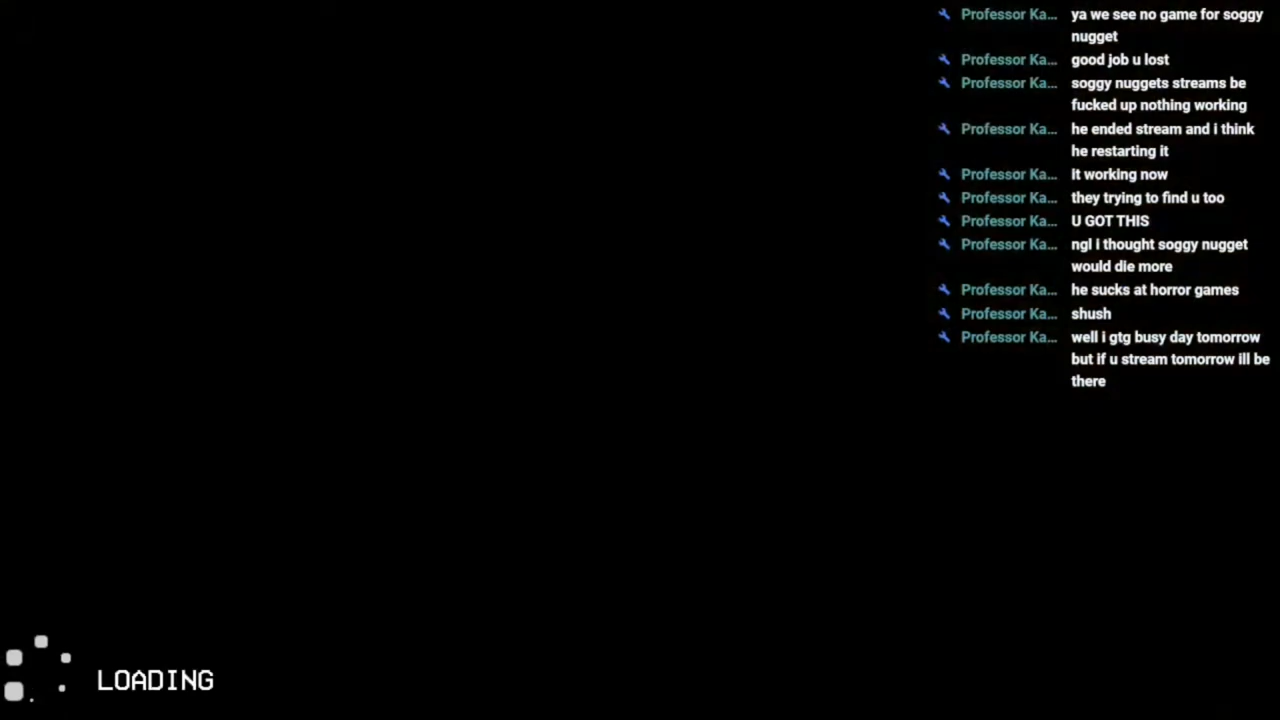 Professor Ka... ya we see no game for soggy
nugget
Professor Ka... good job u lost
Professor Ka... soggy nuggets streams be
fucked up nothing working
Professor Ka... he ended stream and i think
he restarting it
Professor Ka... it working now
Professor Ka... they trying to find u too
Professor Ka... U GOT THIS
Professor Ka... ngl i thought soggy nugget
would die more
Professor Ka... he sucks at horror games
Professor Ka... shush
Professor Ka... well i gtg busy day tomorrow
but if u stream tomorrow ill be
there
LOADING